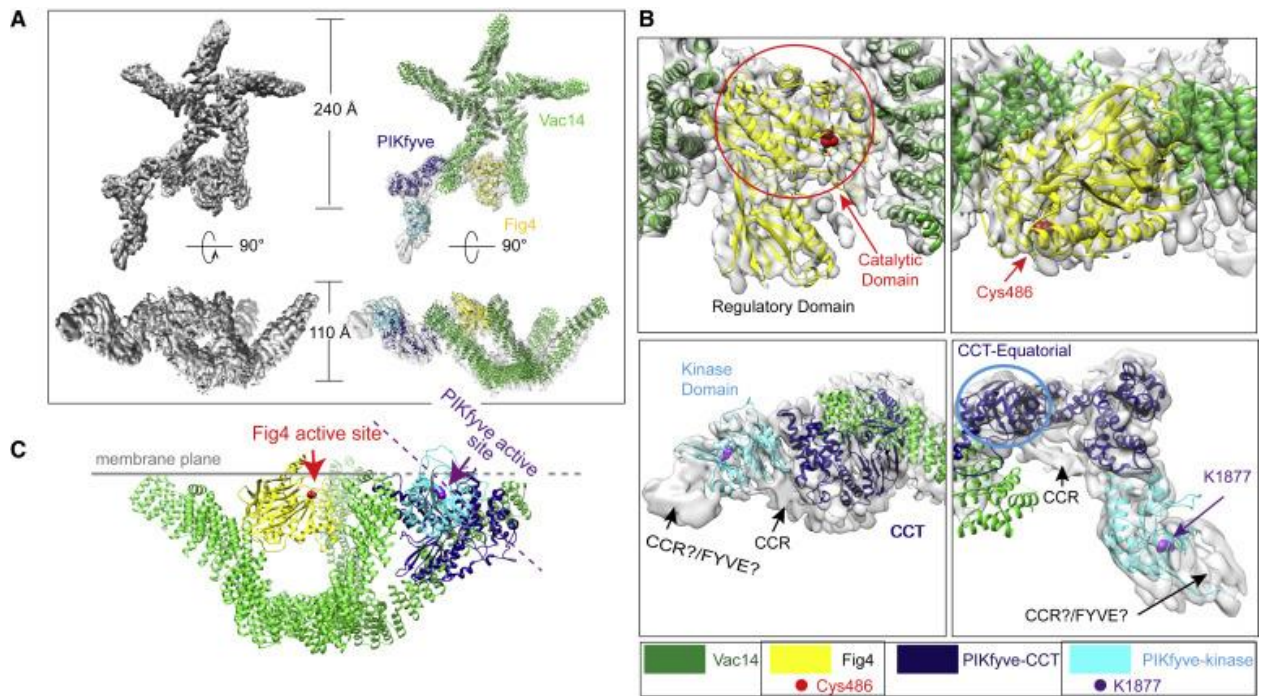 A
240 Å
PIKfyve
Vac14
Fig4
90°
90°
110 Å
B
Catalytic
Domain
Regulatory Domain
Cys486
Kinase
Domain
CCR?/FYVE?
CCR
CCT
CCT-Equatorial
CCR
K1877
CCR?/FYVE?
C
membrane plane
Fig4 active site
PIKfyve active
site
Vac14
Fig4
PIKfyve-CCT
PIKfyve-kinase
Cys486
K1877